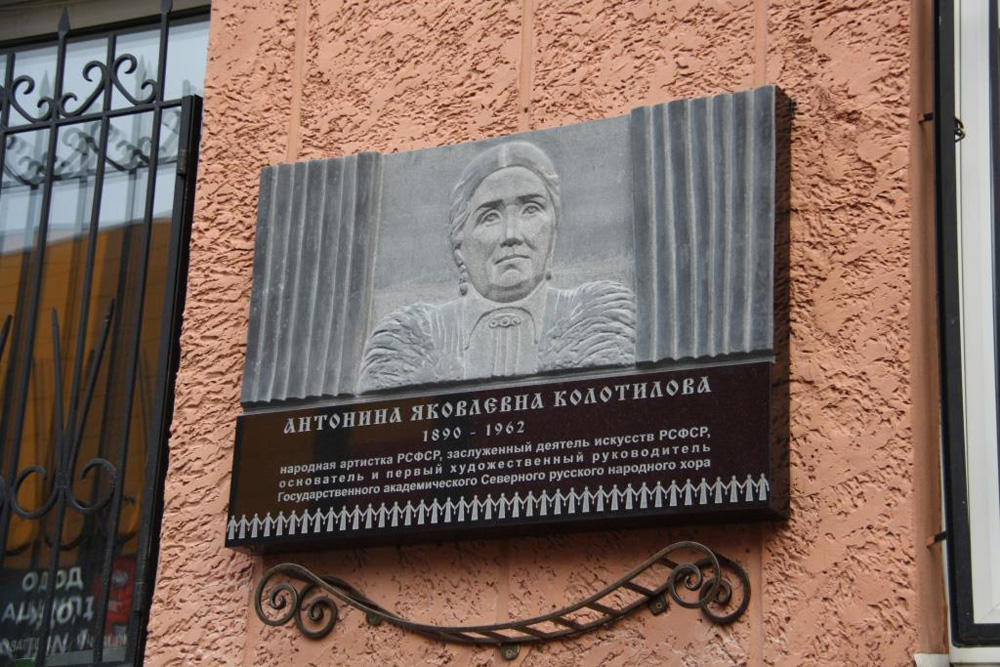 АНТОНИНА ЯКОВЛЕВНА КОЛОТИЛОВА
1890 - 1962
народная артистка РСФСР, заслуженный деятель искусств РСФСР,
основатель и первый художественный руководитель
Государственного академического Северного русского народного хора